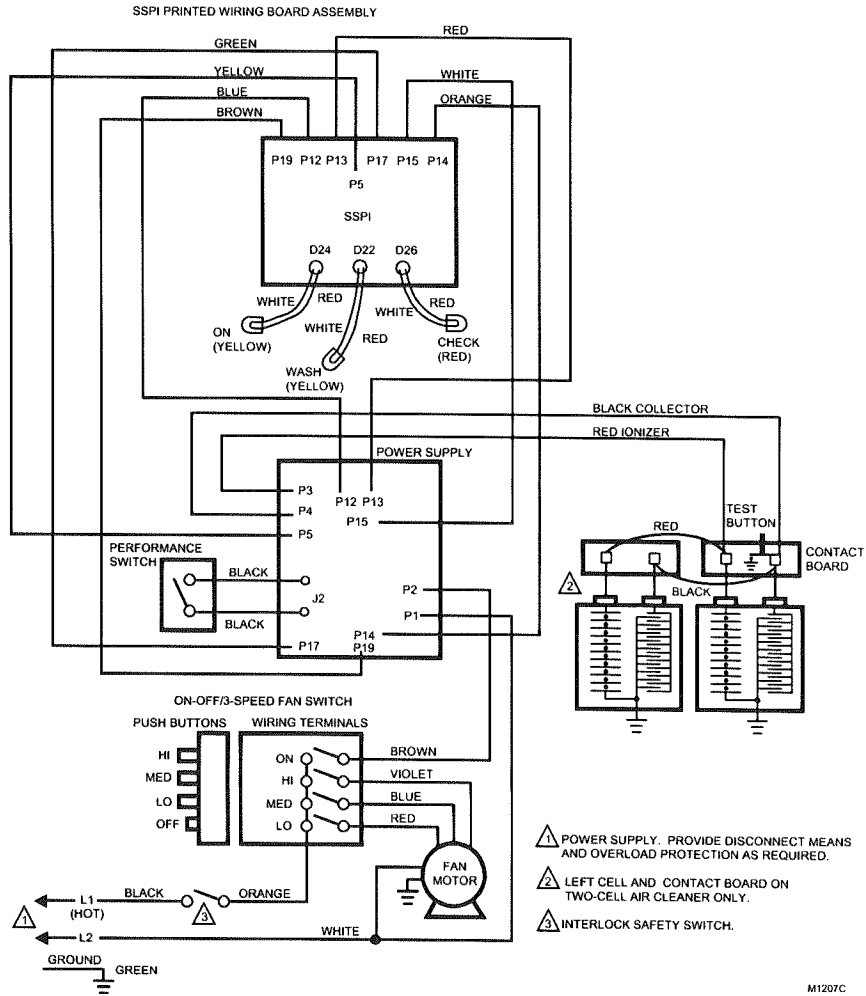 SSPI PRINTED WIRING BOARD ASSEMBLY
RED
GREEN
YELLOW
WHITE
BLUE
ORANGE
BROWN
P19 P12 P13 P17 P15 P14
P5
SSPI
D24 D22 D26
WHITE RED WHITE RED
ON
(YELLOW)
WHITE RED
CHECK
(RED)
WASH
(YELLOW)
BLACK COLLECTOR
RED IONIZER
POWER SUPPLY
P3
P12 P13
P4
P15
P5
TEST
BUTTON
RED
CONTACT
BOARD
PERFORMANCE
SWITCH
BLACK
2
BLACK
P2
J2
P1
BLACK
P14
P17
P19
ON-OFF/3-SPEED FAN SWITCH
PUSH BUTTONS WIRING TERMINALS
HI
MED
LO
OFF
ON
HI
MED
LO
BROWN
VIOLET
BLUE
RED
FAN
MOTOR
1 POWER SUPPLY. PROVIDE DISCONNECT MEANS
AND OVERLOAD PROTECTION AS REQUIRED.
2 LEFT CELL AND CONTACT BOARD ON
TWO-CELL AIR CLEANER ONLY.
3 INTERLOCK SAFETY SWITCH.
L1
(HOT)
BLACK
ORANGE
3
1
L2
WHITE
GROUND
GREEN
M1207C